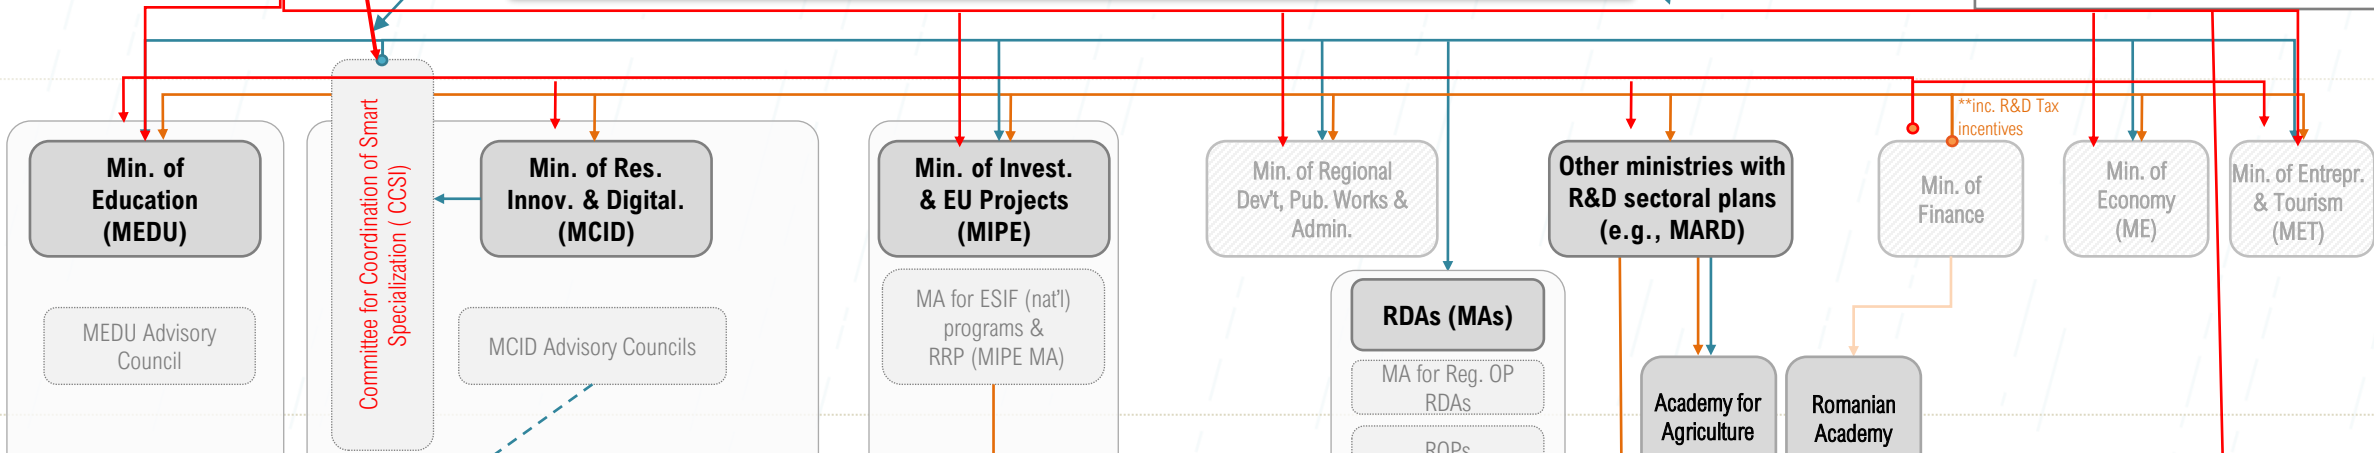 **inc. R&D Tax
incentives
Min. of
Education
(MEDU)
Committee for Coordination of Smart
Specialization ( CCSI)
Min. of Res.
Innov. & Digital.
(MCID)
Min. of Invest.
& EU Projects
(MIPE)
Min. of Regional
Dev't, Pub. Works &
Admin.
Other ministries with
R&D sectoral plans
(e.g., MARD)
Min. of
Finance
Min. of
Economy
(ME)
Min. of Entrepr.
& Tourism
(MET)
MEDU Advisory
Council
MCID Advisory Councils
MA for ESIF (nat'l)
programs &
RRP (MIPE MA)
RDAs (MAs)
MA for Reg. OP
RDAs
ROPs
Academy for
Agriculture
Romanian
Academy